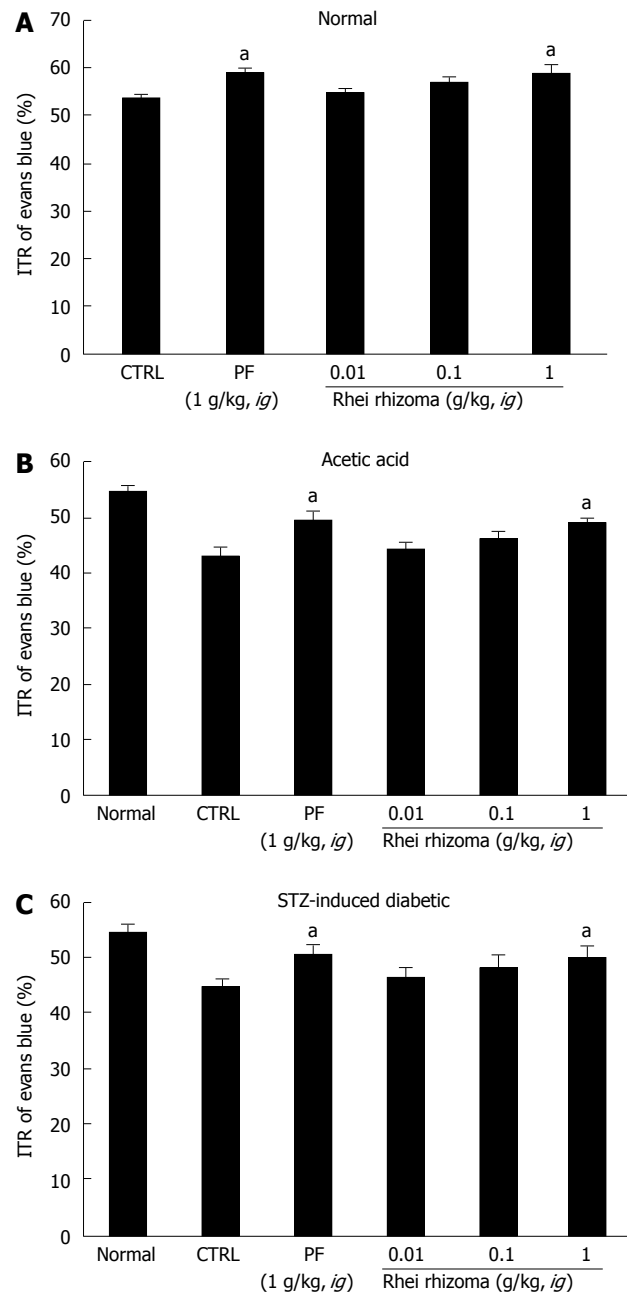 A
Normal
ITR of evans blue (%)
70
60
50
40
30
20
10
0
a
a
CTRL PF 0.01 0.1 1
(1 g/kg, ig) Rhei rhizoma (g/kg, ig)
B
Acetic acid
ITR of evans blue (%)
60
50
40
30
20
10
0
a
a
Normal CTRL PF 0.01 0.1 1
(1 g/kg, ig) Rhei rhizoma (g/kg, ig)
C
STZ-induced diabetic
ITR of evans blue (%)
60
50
40
30
20
10
0
a
a
Normal CTRL PF 0.01 0.1 1
(1 g/kg, ig) Rhei rhizoma (g/kg, ig)